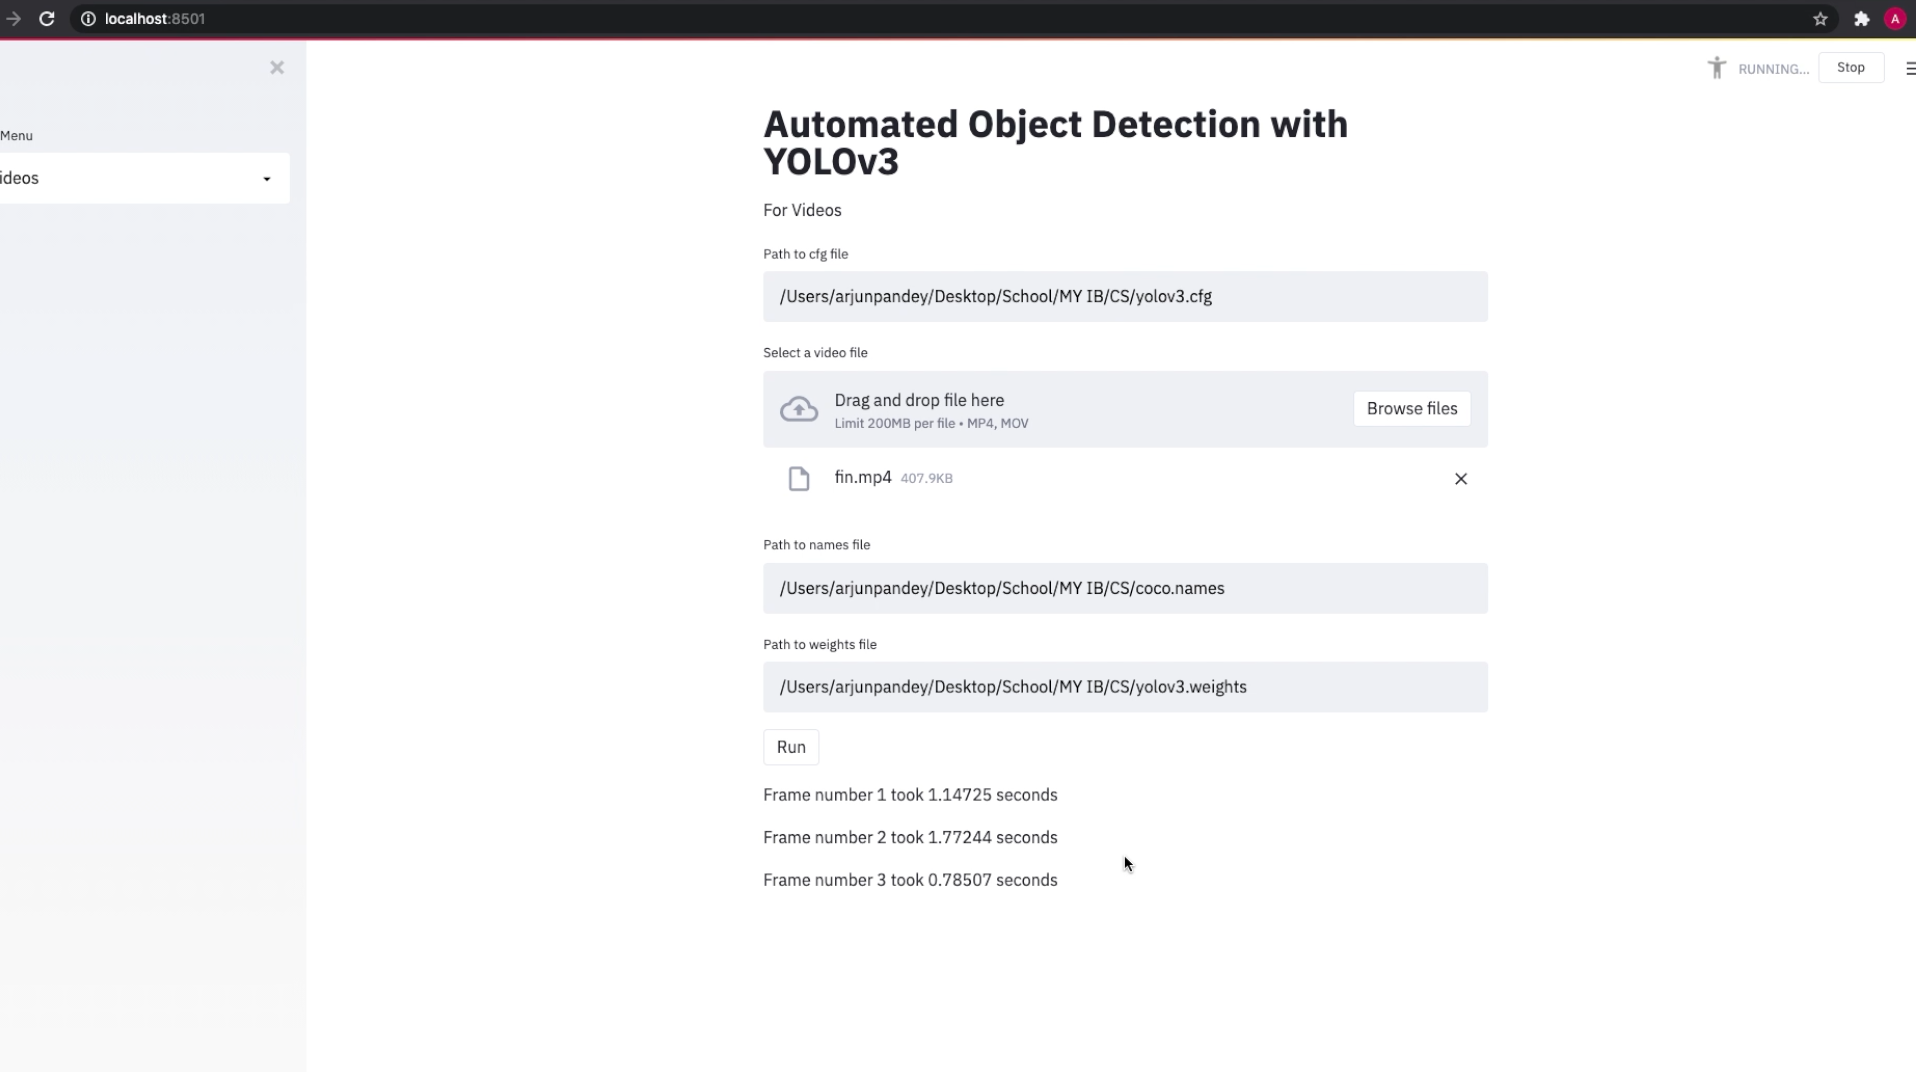 localhost:8501
A
RUNNING...
Stop
Menu
ideos
Automated Object Detection with
YOLOv3
For Videos
Path to cfg file
/Users/arjunpandey/Desktop/School/MY IB/CS/yolov3.cfg
Select a video file
Drag and drop file here
Limit 200MB per file • MP4, MOV
Browse files
fin.mp4 407.9KB
Path to names file
/Users/arjunpandey/Desktop/School/MY IB/CS/coco.names
Path to weights file
/Users/arjunpandey/Desktop/School/MY IB/CS/yolov3.weights
Run
Frame number 1 took 1.14725 seconds
Frame number 2 took 1.77244 seconds
Frame number 3 took 0.78507 seconds